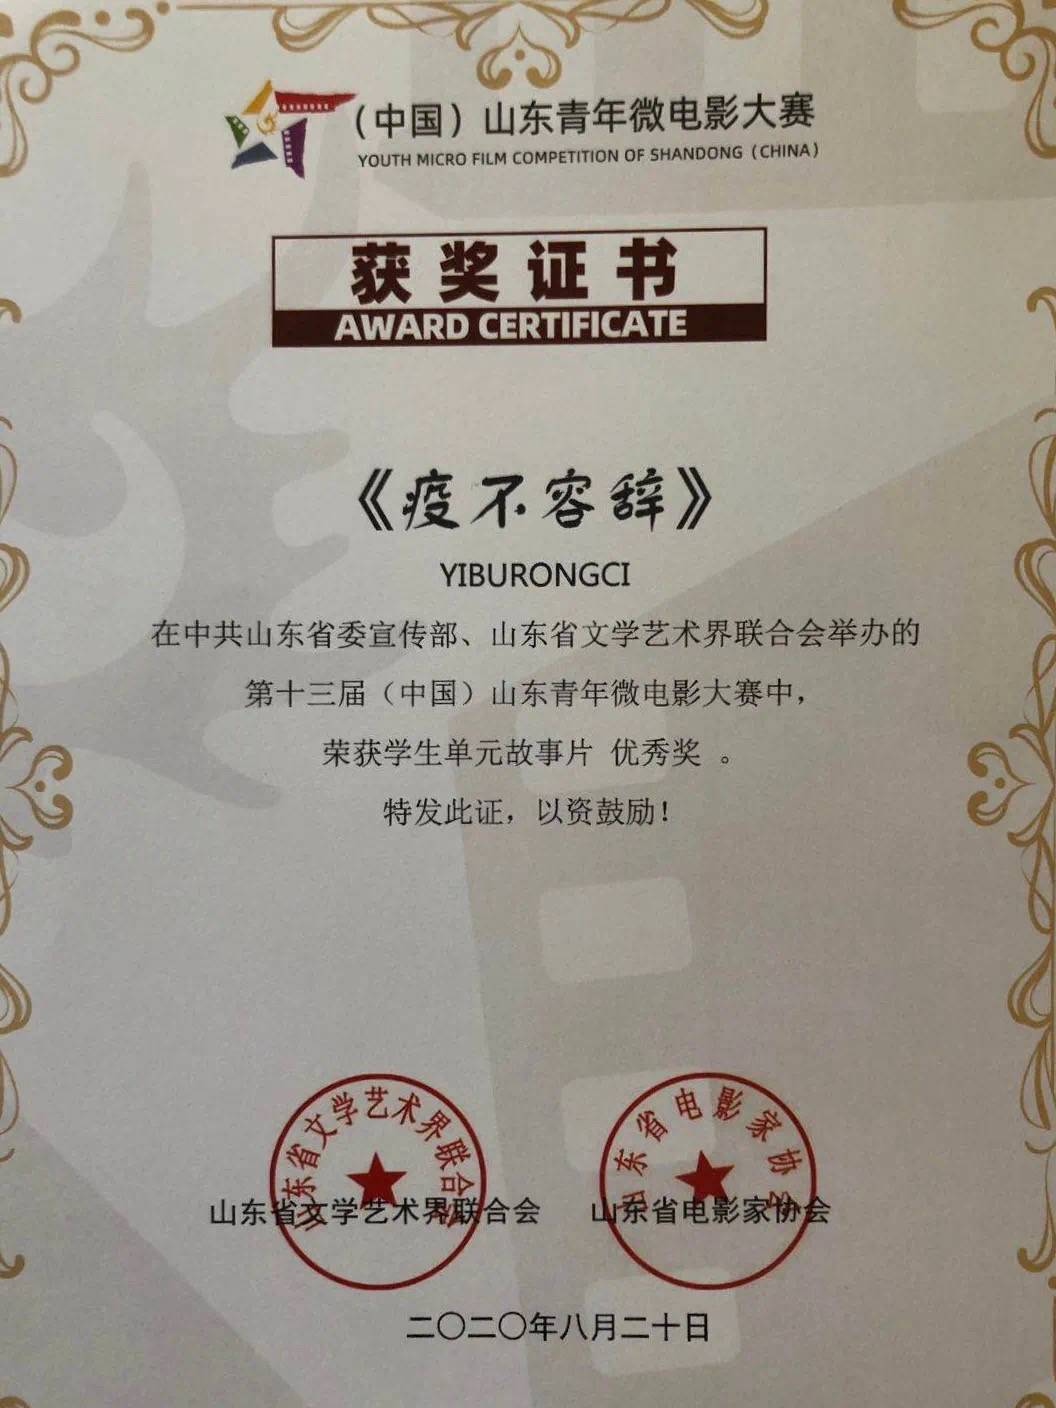 （中国）山东青年微电影大赛
YOUTH MICRO FILM COMPETITION OF SHANDONG (CHINA)
获奖证书
AWARD CERTIFICATE
《疫不容辞》
YIBURONGCI
在中共山东省委宣传部、山东省文学艺术界联合会举办的
第十三届（中国）山东青年微电影大赛中，
荣获学生单元故事片 优秀奖 。
特发此证，以资鼓励！
山东省文学艺术界联合会
山东省电影家协会
山东省文学艺术界联合会 山东省电影家协会
二〇二〇年八月二十日